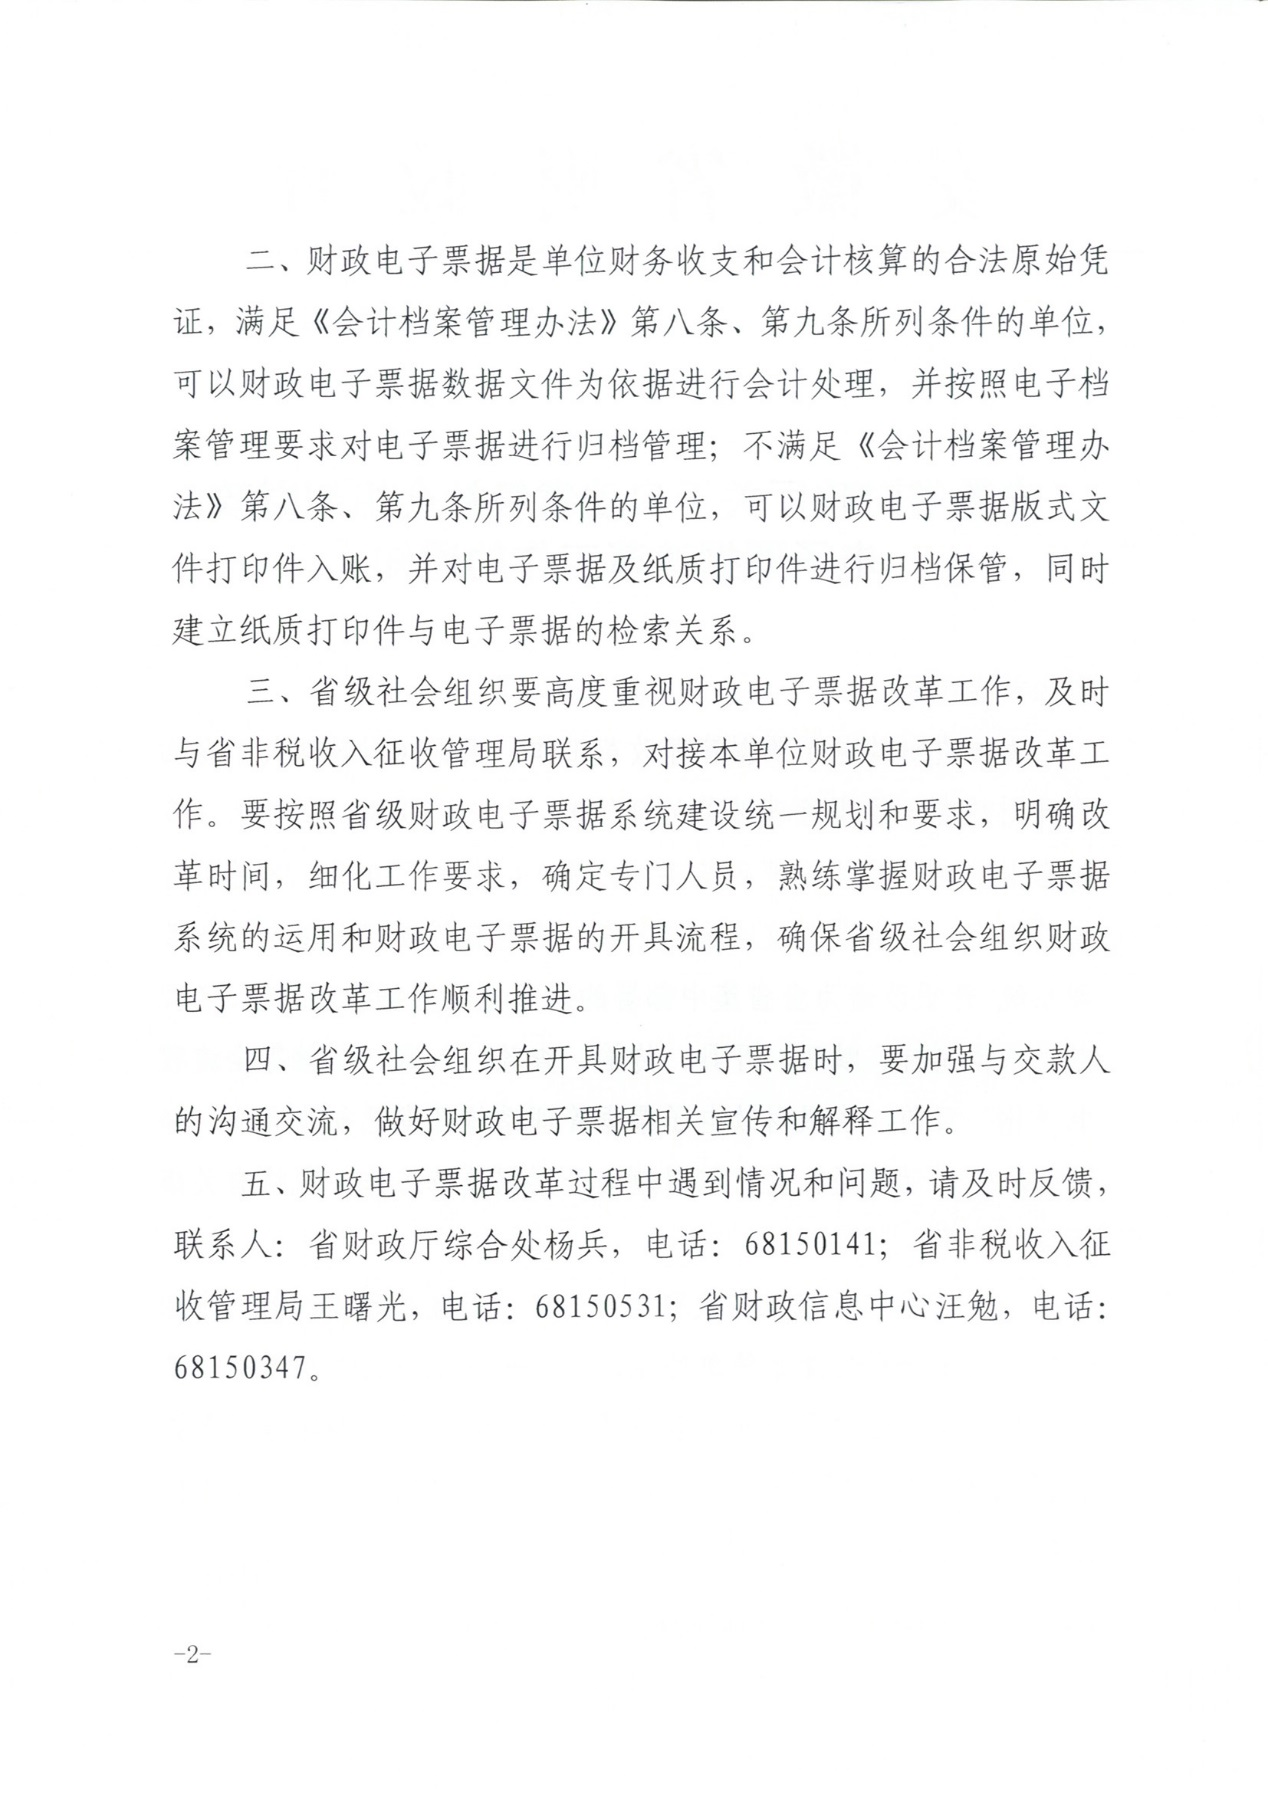 二、财政电子票据是单位财务收支和会计核算的合法原始凭
证，满足《会计档案管理办法》第八条、第九条所列条件的单位，
可以财政电子票据数据文件为依据进行会计处理，并按照电子档
案管理要求对电子票据进行归档管理；不满足《会计档案管理办
法》第八条、第九条所列条件的单位，可以财政电子票据版式文
件打印件入账，并对电子票据及纸质打印件进行归档保管，同时
建立纸质打印件与电子票据的检索关系。
三、省级社会组织要高度重视财政电子票据改革工作，及时
与省非税收入征收管理局联系，对接本单位财政电子票据改革工
作。要按照省级财政电子票据系统建设统一规划和要求，明确改
革时间，细化工作要求，确定专门人员，熟练掌握财政电子票据
系统的运用和财政电子票据的开具流程，确保省级社会组织财政
电子票据改革工作顺利推进。
四、省级社会组织在开具财政电子票据时，要加强与交款人
的沟通交流，做好财政电子票据相关宣传和解释工作。
五、财政电子票据改革过程中遇到情况和问题，请及时反馈，
联系人：省财政厅综合处杨兵，电话：68150141；省非税收入征
收管理局王曙光，电话：68150531；省财政信息中心汪勉，电话：
68150347。
-2-